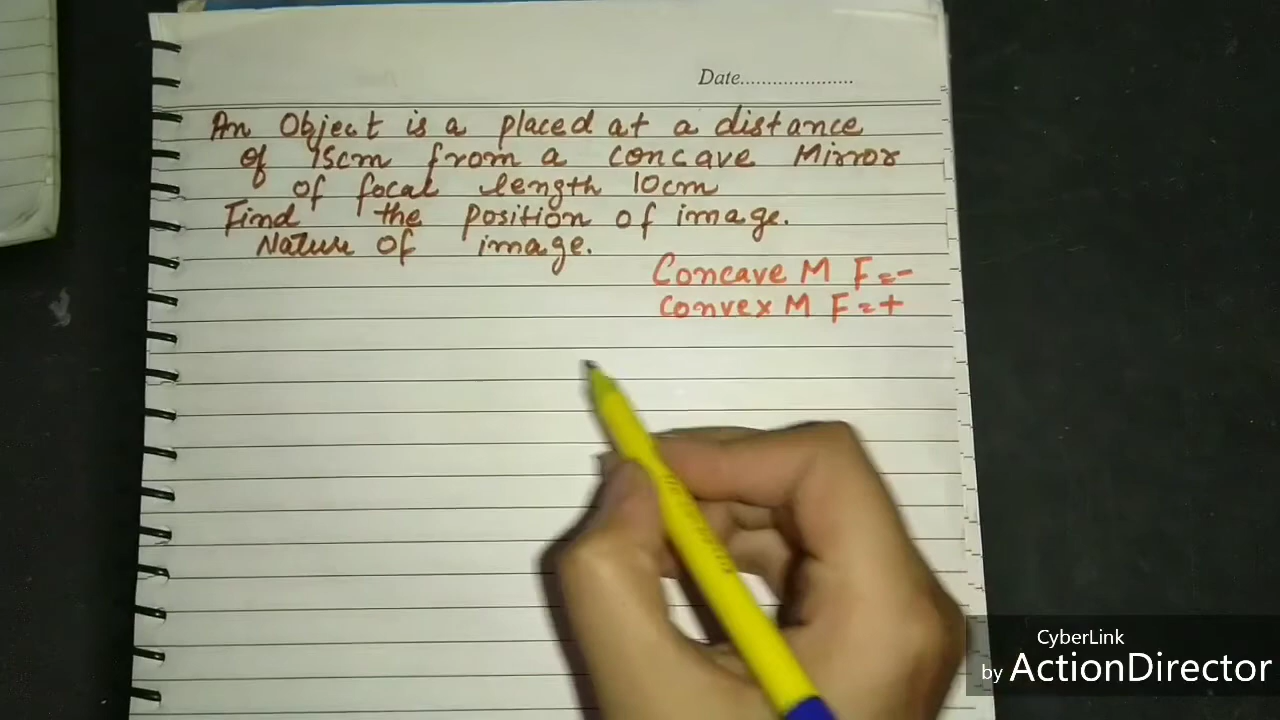 Date.....................
An Object is a placed at a distance
of 15cm from a concave Mirror
of focal length 10cm
Find the position of image.
Nature of image.
Concave M F=-
Convex M F=+
CyberLink
by ActionDirector